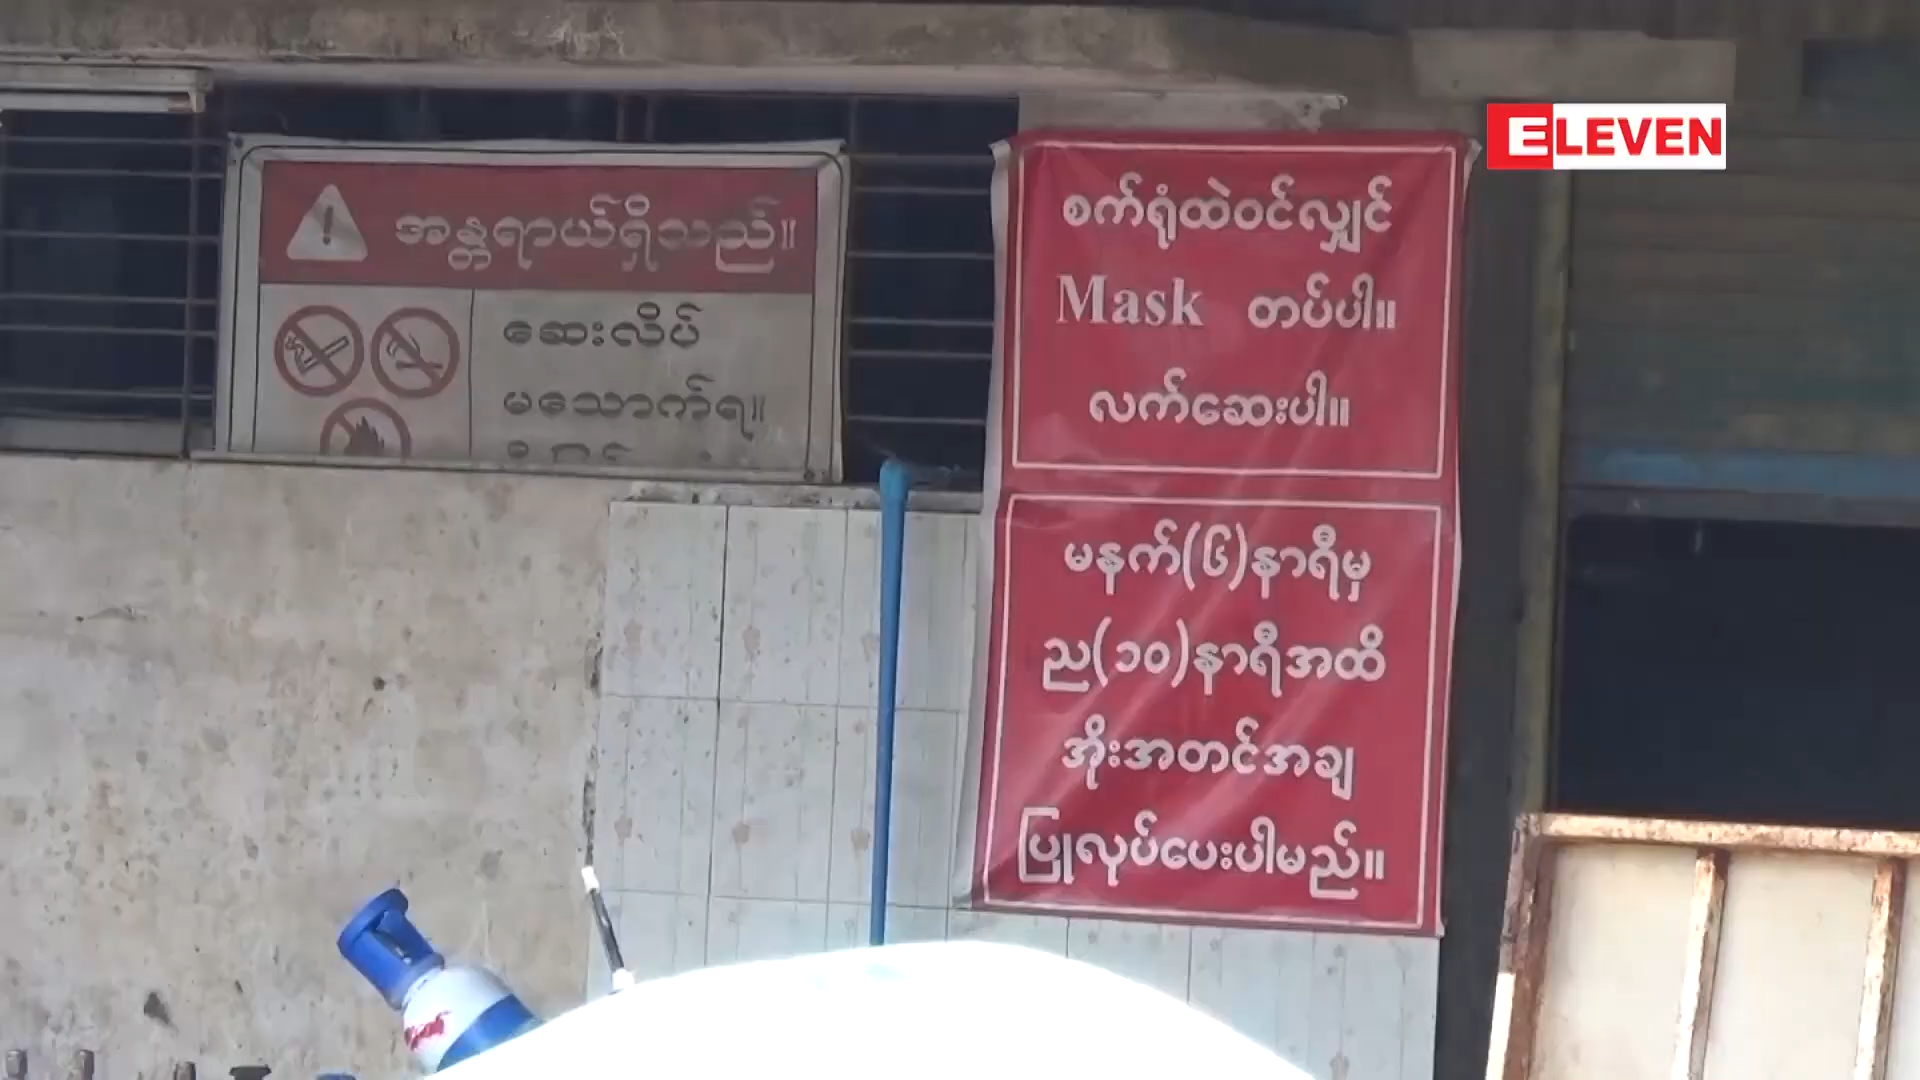 ELEVEN
အန္တရာယ်ရှိသည်။
ဆေးလိပ်
မသောက်ရ။
စက်ရုံထဲဝင်လျှင်
Mask တပ်ပါ။
လက်ဆေးပါ။
မနက်(၆)နာရီမှ
ည(၁၀)နာရီအထိ
အိုးအတင်အချ
ပြုလုပ်ပေးပါမည်။